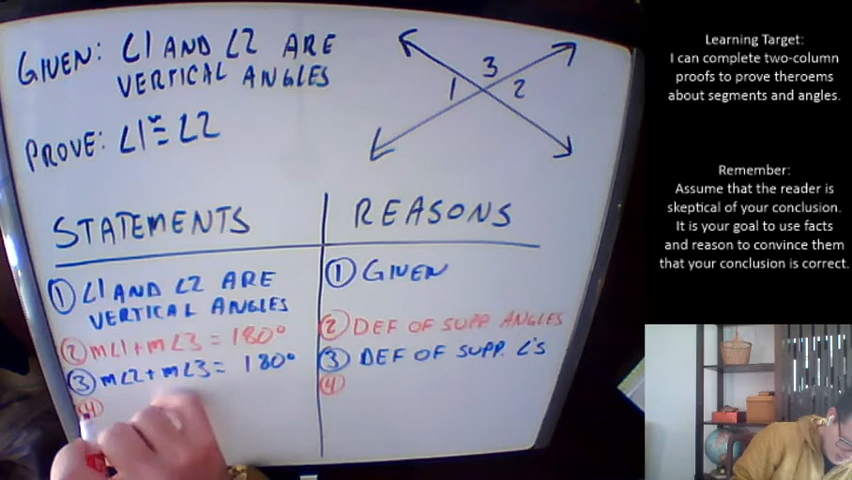 GIVEN: ∠1 AND ∠2 ARE
VERTICAL ANGLES
PROVE: ∠1 ≅ ∠2
3
1
2
STATEMENTS
REASONS
① ∠1 AND ∠2 ARE
VERTICAL ANGLES
① GIVEN
② m∠1 + m∠3 = 180°
② DEF OF SUPP ANGLES
③ m∠2 + m∠3 = 180°
③ DEF OF SUPP. ∠'S
④
④
Learning Target:
I can complete two-column
proofs to prove theroems
about segments and angles.
Remember:
Assume that the reader is
skeptical of your conclusion.
It is your goal to use facts
and reason to convince them
that your conclusion is correct.